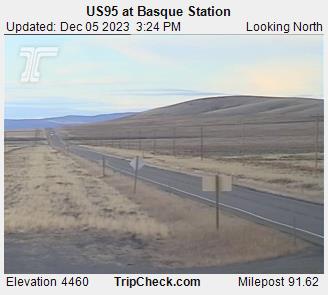 US95 at Basque Station
Updated: Dec 05 2023 3:24 PM Looking North
Elevation 4460 TripCheck.com Milepost 91.62